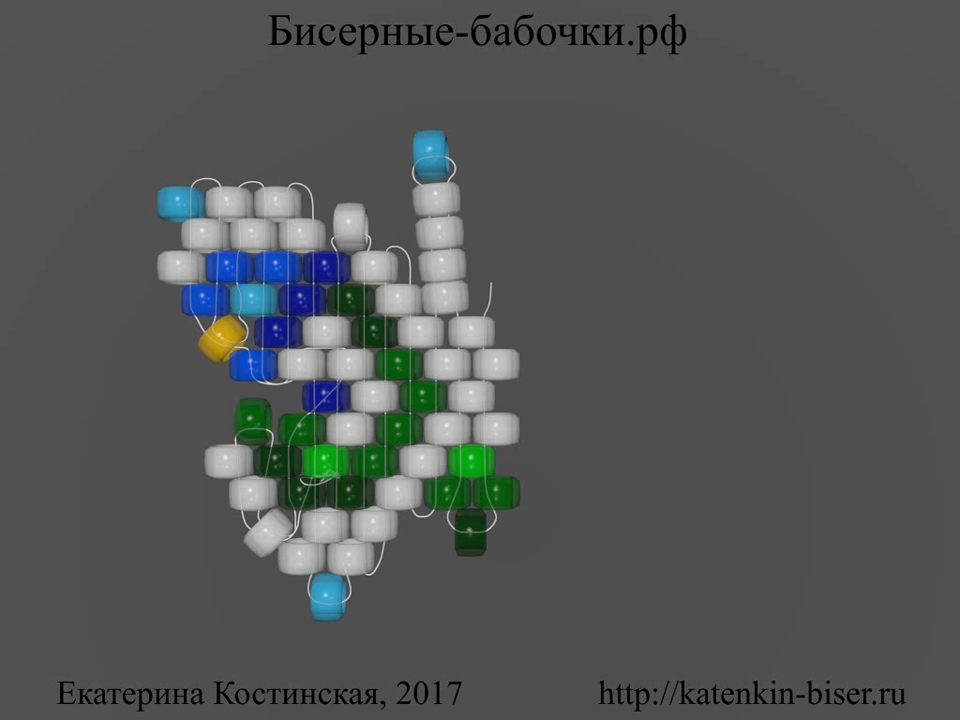 Бисерные-бабочки.рф
Екатерина Костинская, 2017
http://katenkin-biser.ru